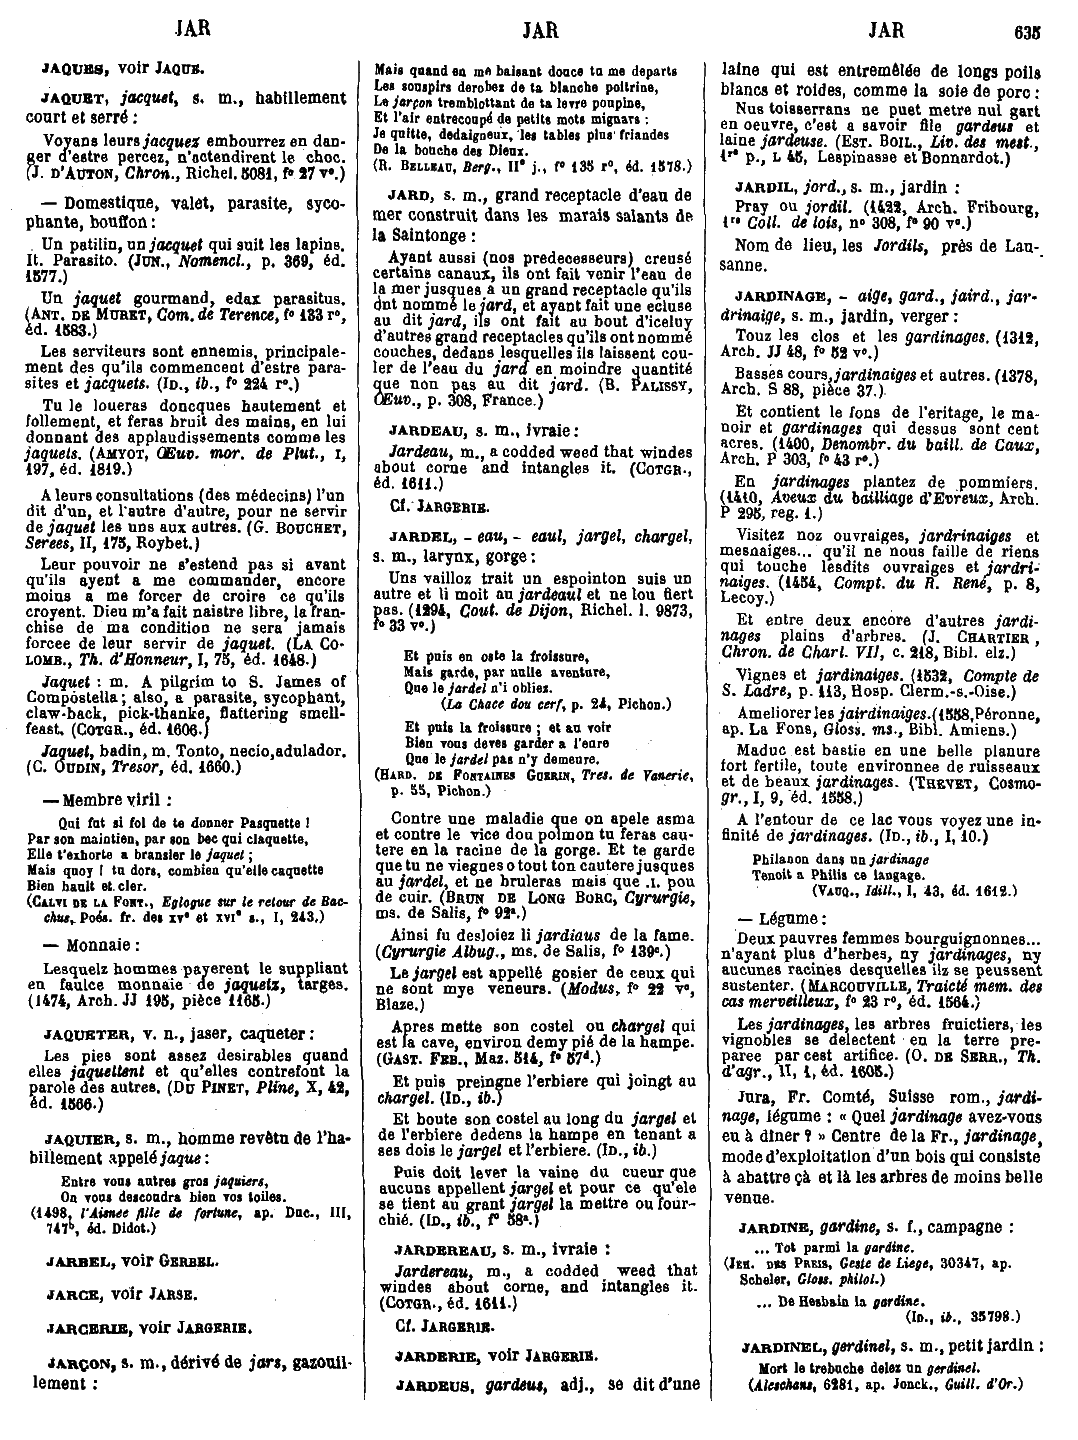 JAR
JAR
JAR
635
JAQUES, voir JAQUE.
JAQUET, jacquet, s. m., habillement
court et serré :
Voyans leurs jacquez embourrez en dan-
ger d'estre percez, n'actendirent le choc.
(J. D'AUTON, Chron., Richel. 5081, f° 27 v°.)
— Domestique, valet, parasite, syco-
phante, bouffon :
Un patilin, un jacquet qui suit les lapins.
It. Parasito. (JUN., Nomencl., p. 369, éd.
1577.)
Un jaquet gourmand, edax parasitus.
(ANT. DE MURET, Com. de Terence, f° 133 r°,
éd. 1583.)
Les serviteurs sont ennemis, principale-
ment des qu'ils commencent d'estre para-
sites et jacquets. (ID., ib., f° 224 r°.)
Tu le loueras doncques hautement et
follement, et feras bruit des mains, en lui
donnant des applaudissements comme les
jaquets. (AMYOT, Œuv. mor. de Plut., I,
197, éd. 1819.)
A leurs consultations (des médecins) l'un
dit d'un, et l'autre d'autre, pour ne servir
de jaquet les uns aux autres. (G. BOUCHET,
Serees, II, 175, Roybet.)
Leur pouvoir ne s'estend pas si avant
qu'ils ayent a me commander, encore
moins a me forcer de croire ce qu'ils
croyent. Dieu m'a fait naistre libre, la fran-
chise de ma condition ne sera jamais
forcee de leur servir de jaquet. (LA CO-
LOMB., Th. d'Honneur, I, 75, éd. 1648.)
Jaquet : m. A pilgrim to S. James of
Compostella ; also, a parasite, sycophant,
claw-back, pick-thanke, flattering smell-
feast. (COTGR., éd. 1606.)
Jaquet, badin, m. Tonto, necio, adulador.
(C. OUDIN, Tresor, éd. 1660.)
— Membre viril :
Qui fut si fol de te donner Pasquette !
Par son maintien, par son bec qui claquette,
Elle t'exhorte a bransler le jaquet ;
Mais quoy ! tu dors, combien qu'elle caquette
Bien hault et cler.
(CALVI DE LA FONT., Eglogue sur le retour de Bac-
chus, Poés. fr. des XVe et XVIe s., I, 243.)
— Monnaie :
Lesquelz hommes payerent le suppliant
en faulce monnaie de jaquetz, targes.
(1474, Arch. JJ 195, pièce 1165.)
JAQUETER, v. n., jaser, caqueter :
Les pies sont assez desirables quand
elles jaquettent et qu'elles contrefont la
parole des autres. (DU PINET, Pline, X, 42,
éd. 1566.)
JAQUIER, s. m., homme revêtu de l'ha-
billement appelé jaque :
Entre vous autres gros jaquiers,
On vous descoudra bien vos toiles.
(1498, l'Aisnee fille de fortune, ap. Duc., III,
747b, éd. Didot.)
JARBEL, voir GERBEL.
JARCE, voir JARSE.
JARCERIE, voir JARGERIE.
JARÇON, s. m., dérivé de jars, gazouil-
lement :
Mais quand en me baisant douce tu me departs
Les souspirs derobez de ta blanche poitrine,
Le jarçon tremblottant de ta levre poupine,
Et l'air entrecoupé de petits mots mignars :
Je quitte, dedaigneux, les tables plus friandes
De la bouche des Dieux.
(R. BELLEAU, Berg., IIe j., f° 135 r°, éd. 1578.)
JARD, s. m., grand receptacle d'eau de
mer construit dans les marais salants de
la Saintonge :
Ayant aussi (nos predecesseurs) creusé
certains canaux, ils ont fait venir l'eau de
la mer jusques à un grand receptacle qu'ils
ont nommé le jard, et ayant fait une ecluse
au dit jard, ils ont fait au bout d'iceluy
d'autres grand receptacles qu'ils ont nommé
couches, dedans lesquelles ils laissent cou-
ler de l'eau du jard en moindre quantité
que non pas au dit jard. (B. PALISSY,
Œuv., p. 308, France.)
JARDEAU, s. m., ivraie :
Jardeau, m., a codded weed that windes
about corne and intangles it. (COTGR.,
éd. 1611.)
Cf. JARGERIE.
JARDEL, - eau, - eaul, jargel, chargel,
s. m., larynx, gorge :
Uns vailloz trait un espointon suis un
autre et li moit au jardeaul et ne lou fiert
pas. (1294, Cout. de Dijon, Richel. l. 9873,
f° 33 v°.)
Et puis en oste la froissure,
Mais garde, par nulle aventure,
Que le jardel n'i obliez.
(La Chace dou cerf, p. 24, Pichon.)
Et puis la froissure ; et au voir
Bien vous deves garder a l'eure
Que le jardel pas n'y demeure.
(HARD. DE FONTAINES GUERIN, Tres. de Vanerie,
p. 55, Pichon.)
Contre une maladie que on apele asma
et contre le vice dou polmon tu feras cau-
tere en la racine de la gorge. Et te garde
que tu ne viegnes o tout ton cautere jusques
au jardel, et ne bruleras mais que .I. pou
de cuir. (BRUN DE LONG BORC, Cyrurgie,
ms. de Salis, f° 92a.)
Ainsi fu desloiez li jardiaus de la fame.
(Cyrurgie Albug., ms. de Salis, f° 139c.)
Le jargel est appellé gosier de ceux qui
ne sont mye veneurs. (Modus, f° 22 v°,
Blaze.)
Apres mette son costel ou chargel qui
est la cave, environ demy pié de la hampe.
(GAST. FEB., Maz. 514, f° 57d.)
Et puis preingne l'erbiere qui joingt au
chargel. (ID., ib.)
Et boute son costel au long du jargel et
de l'erbiere dedens la hampe en tenant a
ses dois le jargel et l'erbiere. (ID., ib.)
Puis doit lever la vaine du cueur que
aucuns appellent jargel et pour ce qu'ele
se tient au grant jargel la mettre ou four-
chié. (ID., ib., f° 58a.)
JARDEREAU, s. m., ivraie :
Jardereau, m., a codded weed that
windes about corne, and intangles it.
(COTGR., éd. 1611.)
Cf. JARGERIE.
JARDERIE, voir JARGERIE.
JARDEUS, gardeus, adj., se dit d'une
laine qui est entremêlée de longs poils
blancs et roides, comme la soie de porc :
Nus toisserrans ne puet metre nul gart
en oeuvre, c'est a savoir file gardeus et
laine jardeuse. (EST. BOIL., Liv. des mest.,
1re p., L 45, Lespinasse et Bonnardot.)
JARDIL, jord., s. m., jardin :
Pray ou jordil. (1422, Arch. Fribourg,
1re Coll. de lois, n° 308, f° 90 v°.)
Nom de lieu, les Jordils, près de Lau-
sanne.
JARDINAGE, - aige, gard., jaird., jar-
drinaige, s. m., jardin, verger :
Touz les clos et les gardinages. (1312,
Arch. JJ 48, f° 52 v°.)
Basses cours, jardinaiges et autres. (1378,
Arch. S 88, pièce 37.)
Et contient le fons de l'eritage, le ma-
noir et gardinages qui dessus sont cent
acres. (1400, Denombr. du baill. de Caux,
Arch. P 303, f° 43 r°.)
En jardinages plantez de pommiers.
(1410, Aveux du bailliage d'Evreux, Arch.
P 295, reg. 1.)
Visitez noz ouvraiges, jardrinaiges et
mesnaiges... qu'il ne nous faille de riens
qui touche lesdits ouvraiges et jardri-
naiges. (1454, Compt. du R. René, p. 8,
Lecoy.)
Et entre deux encore d'autres jardi-
nages plains d'arbres. (J. CHARTIER,
Chron. de Charl. VII, c. 218, Bibl. elz.)
Vignes et jardinaiges. (1532, Compte de
S. Ladre, p. 113, Hosp. Clerm.-s.-Oise.)
Ameliorer les jairdinaiges. (1558, Péronne,
ap. La Fons, Gloss. ms., Bibl. Amiens.)
Maduc est bastie en une belle planure
fort fertile, toute environnee de ruisseaux
et de beaux jardinages. (THEVET, Cosmo-
gr., I, 9, éd. 1558.)
A l'entour de ce lac vous voyez une in-
finité de jardinages. (ID., ib., I, 10.)
Philanon dans un jardinage
Tenoit a Philis ce langage.
(VAUQ., Idill., I, 43, éd. 1612.)
— Légume :
Deux pauvres femmes bourguignonnes...
n'ayant plus d'herbes, ny jardinages, ny
aucunes racines desquelles ilz se peussent
sustenter. (MARCOUVILLE, Traicté mem. des
cas merveilleux, f° 23 r°, éd. 1564.)
Les jardinages, les arbres fruictiers, les
vignobles se delectent en la terre pre-
paree par cest artifice. (O. DE SERR., Th.
d'agr., II, 1, éd. 1605.)
Jura, Fr. Comté, Suisse rom., jardi-
nage, légume : « Quel jardinage avez-vous
eu à dîner ? » Centre de la Fr., jardinage,
mode d'exploitation d'un bois qui consiste
à abattre çà et là les arbres de moins belle
venue.
JARDINE, gardine, s. f., campagne :
... Tot parmi la gardine.
(JEH. DES PREIS, Geste de Liege, 30347, ap.
Scheler, Gloss. philol.)
... De Hesbain la gardine.
(ID., ib., 35798.)
JARDINEL, gerdinel, s. m., petit jardin :
Mort le trebuche delez un gerdinel.
(Aleschans, 6281, ap. Jonck., Guill. d'Or.)